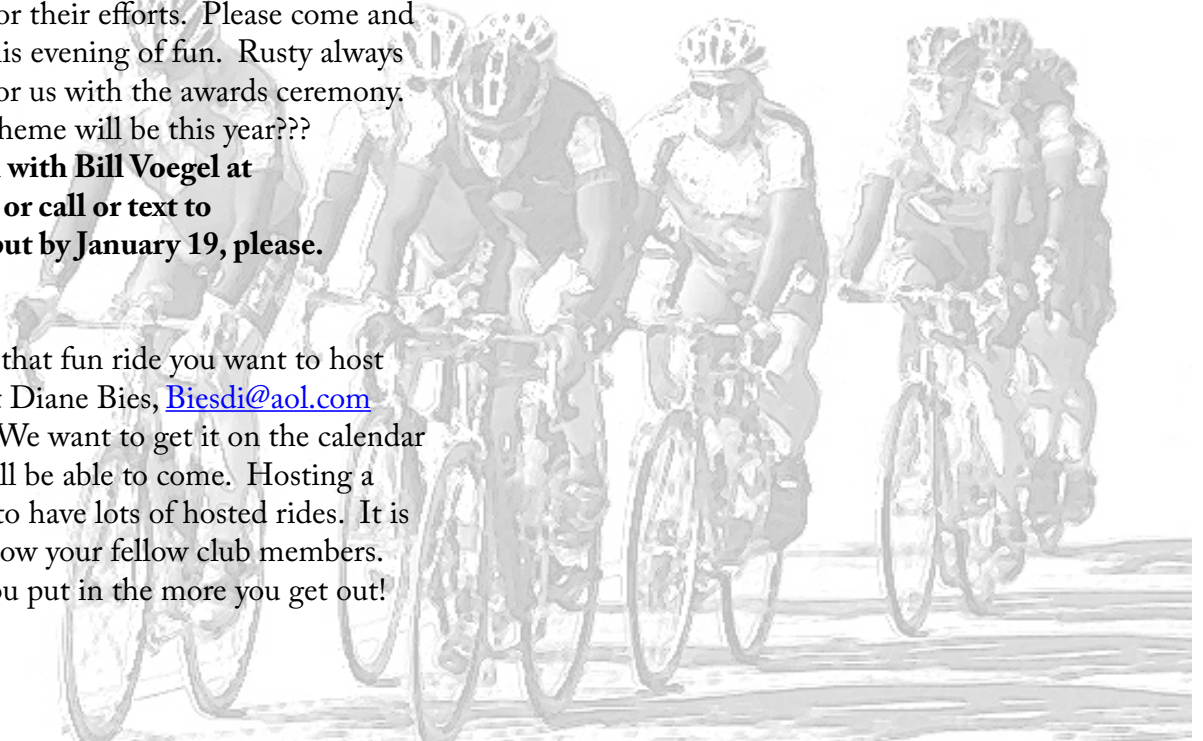 or their efforts. Please come and
is evening of fun. Rusty always
or us with the awards ceremony.
heme will be this year???
with Bill Voegel at
or call or text to
out by January 19, please.
that fun ride you want to host
t Diane Bies, Biesdi@aol.com
We want to get it on the calendar
ll be able to come. Hosting a
to have lots of hosted rides. It is
ow your fellow club members.
ou put in the more you get out!